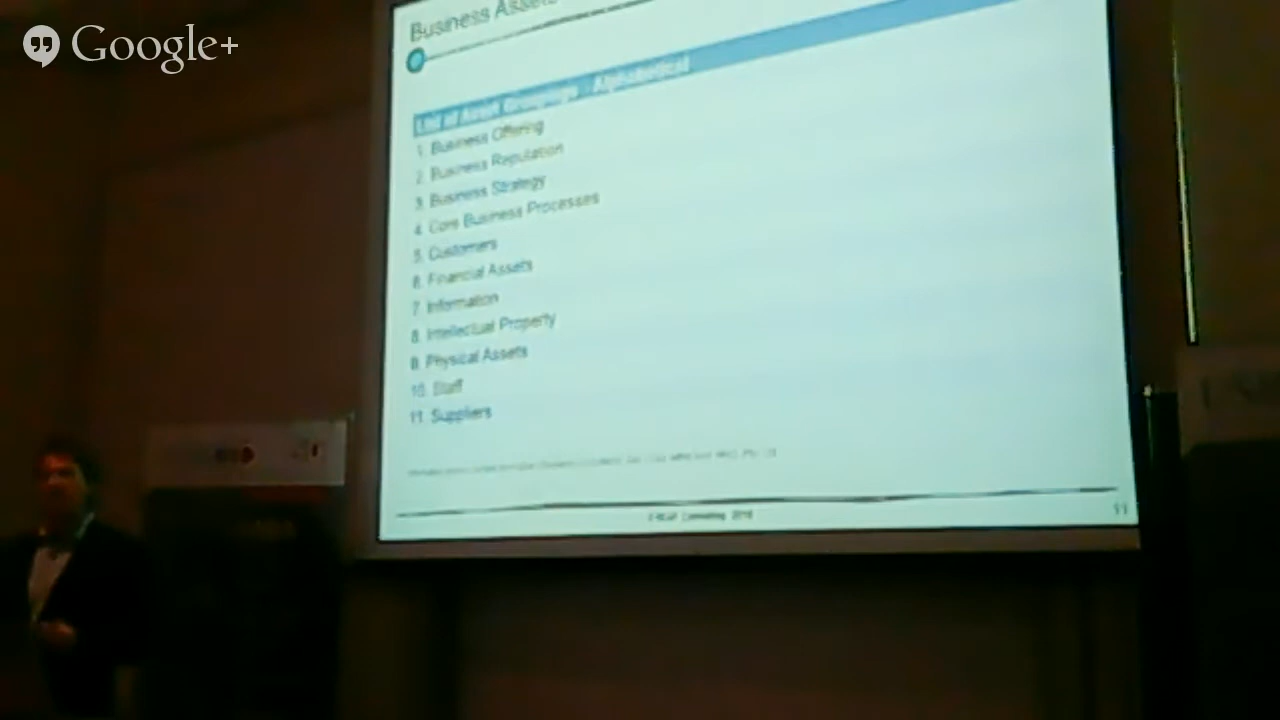 Google+
Business Assets
List of Asset Groupings - Alphabetical
1. Business Offering
2. Business Reputation
3. Business Strategy
4. Core Business Processes
5. Customers
6. Financial Assets
7. Information
8. Intellectual Property
9. Physical Assets
10. Staff
11. Suppliers
Consulting
11